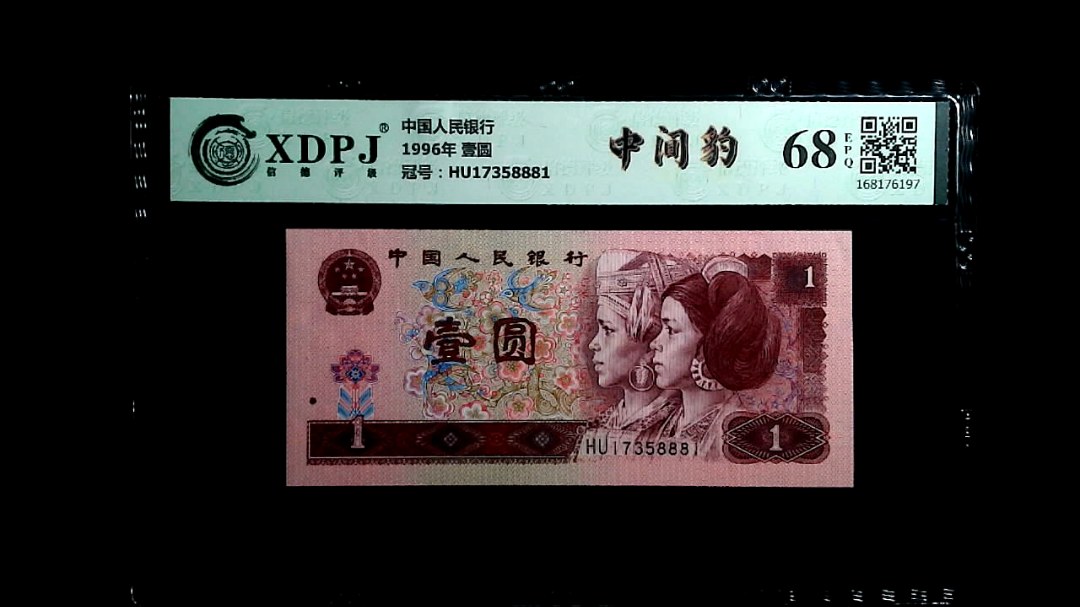 XDPJ®
信德评级
中国人民银行
1996年 壹圆
冠号：HU17358881
中间豹
68
EPQ
168176197
中国人民银行
1
壹圆
1
HU17358881
1